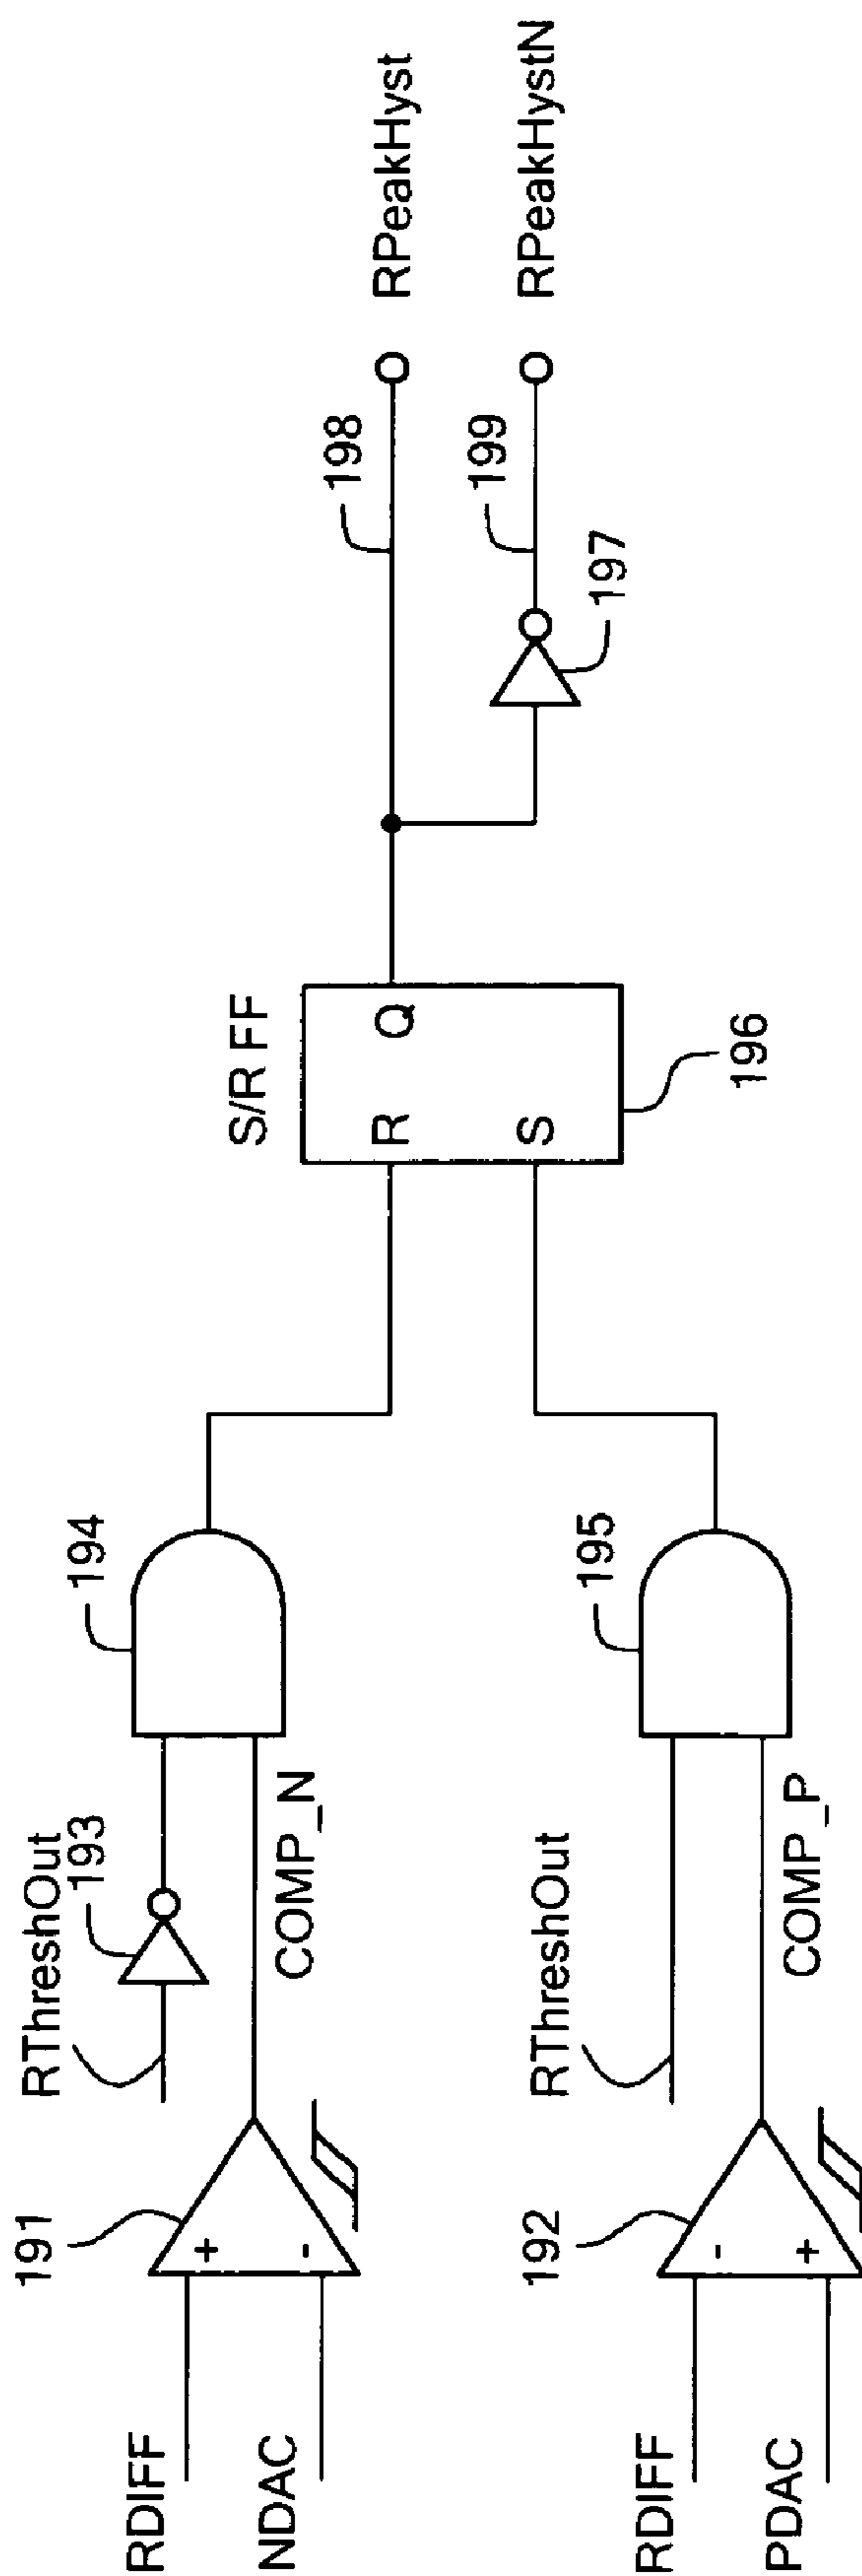 RDIFF
NDAC
191
+
-
RThreshOut
193
COMP_N
194
RDIFF
PDAC
192
-
+
RThreshOut
COMP_P
195
S/R FF
R
Q
S
196
198
RPeakHyst
199
RPeakHystN
197